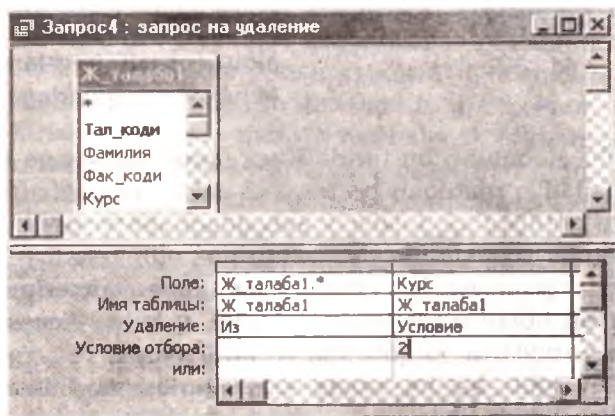 Запрос4 : запрос на удаление
Ж_талаба1
*
Тал_коди
Фамилия
Фак_коди
Курс
Поле: Ж_талаба1.* Курс
Имя таблицы: Ж_талаба1 Ж_талаба1
Удаление: Из Условие
Условие отбора: 2
или: